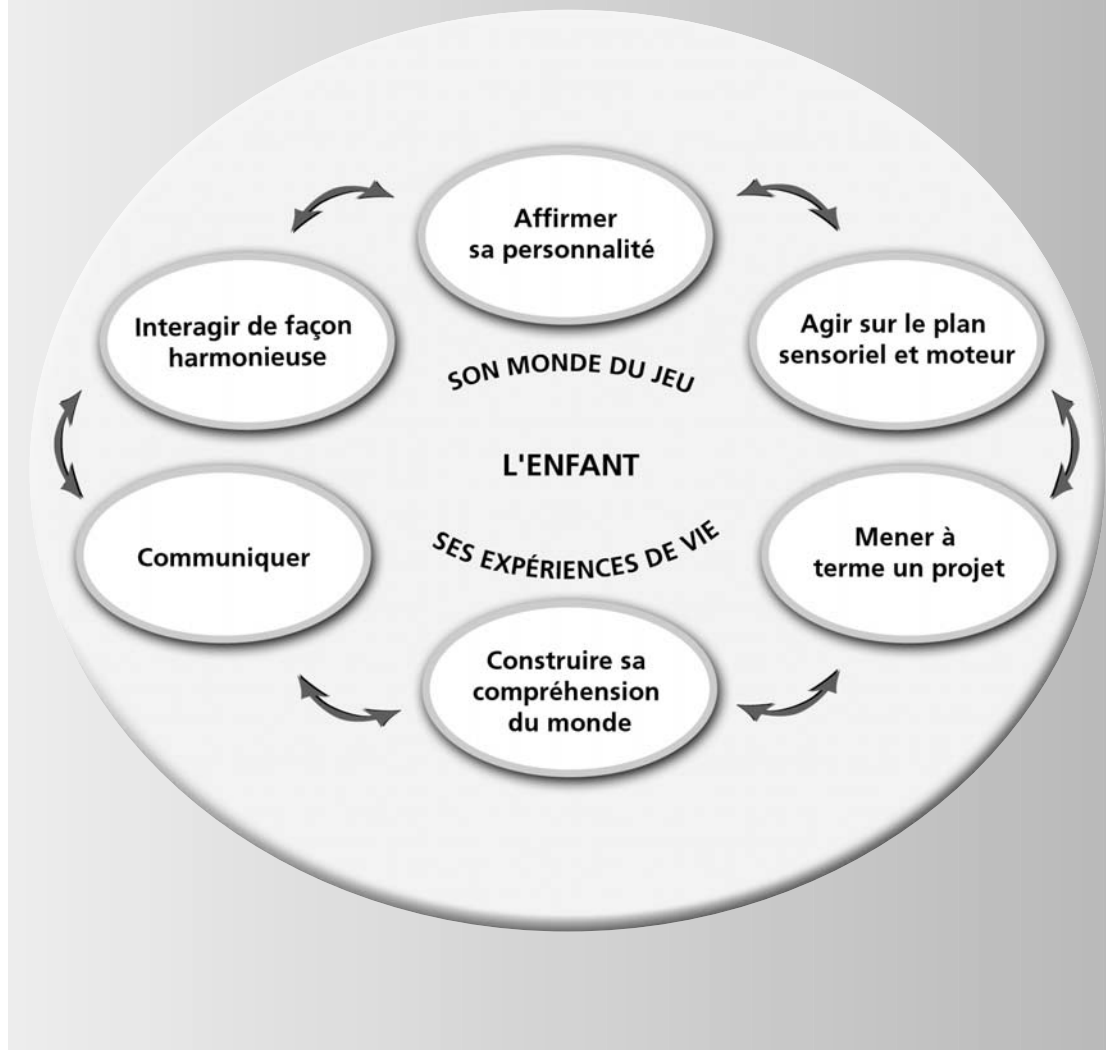 Affirmer
sa personnalité
Interagir de façon
harmonieuse
Agir sur le plan
sensoriel et moteur
SON MONDE DU JEU
L'ENFANT
SES EXPÉRIENCES DE VIE
Communiquer
Mener à
terme un projet
Construire sa
compréhension
du monde